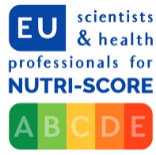 EU scientists
& health
professionals for
NUTRI-SCORE
A B C D E